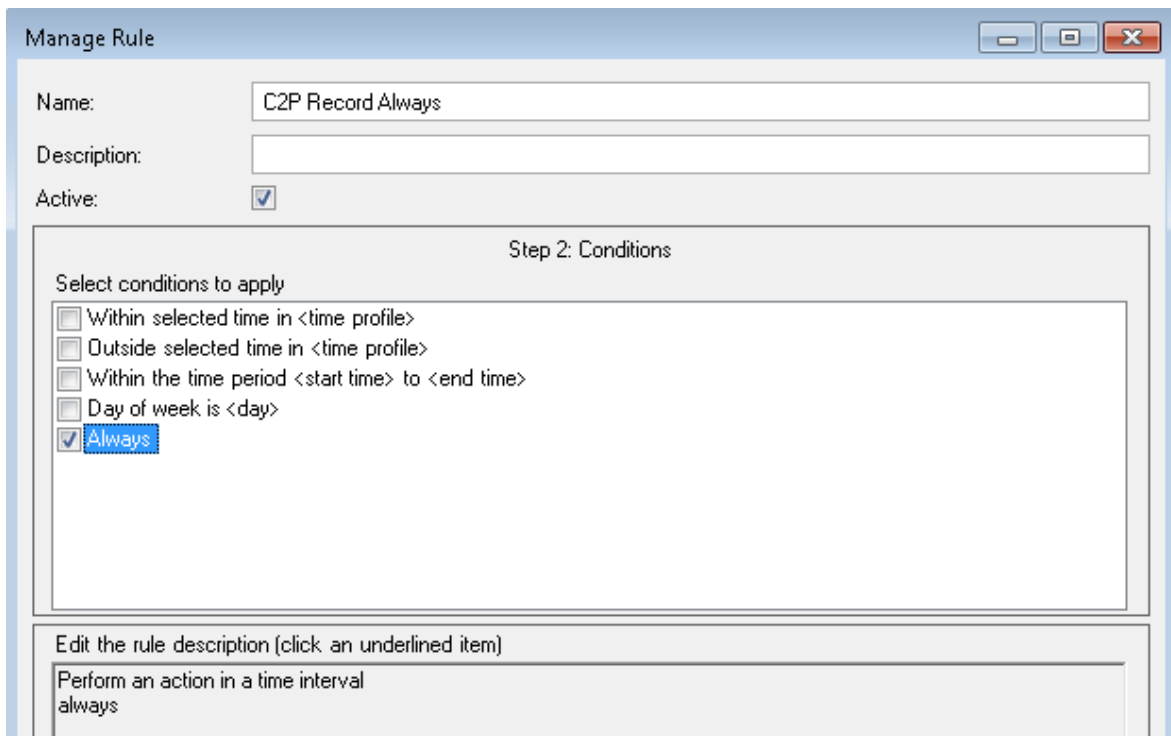 Manage Rule
Name: C2P Record Always
Description:
Active:
Step 2: Conditions
Select conditions to apply
Within selected time in <time profile>
Outside selected time in <time profile>
Within the time period <start time> to <end time>
Day of week is <day>
Always
Edit the rule description (click an underlined item)
Perform an action in a time interval
always